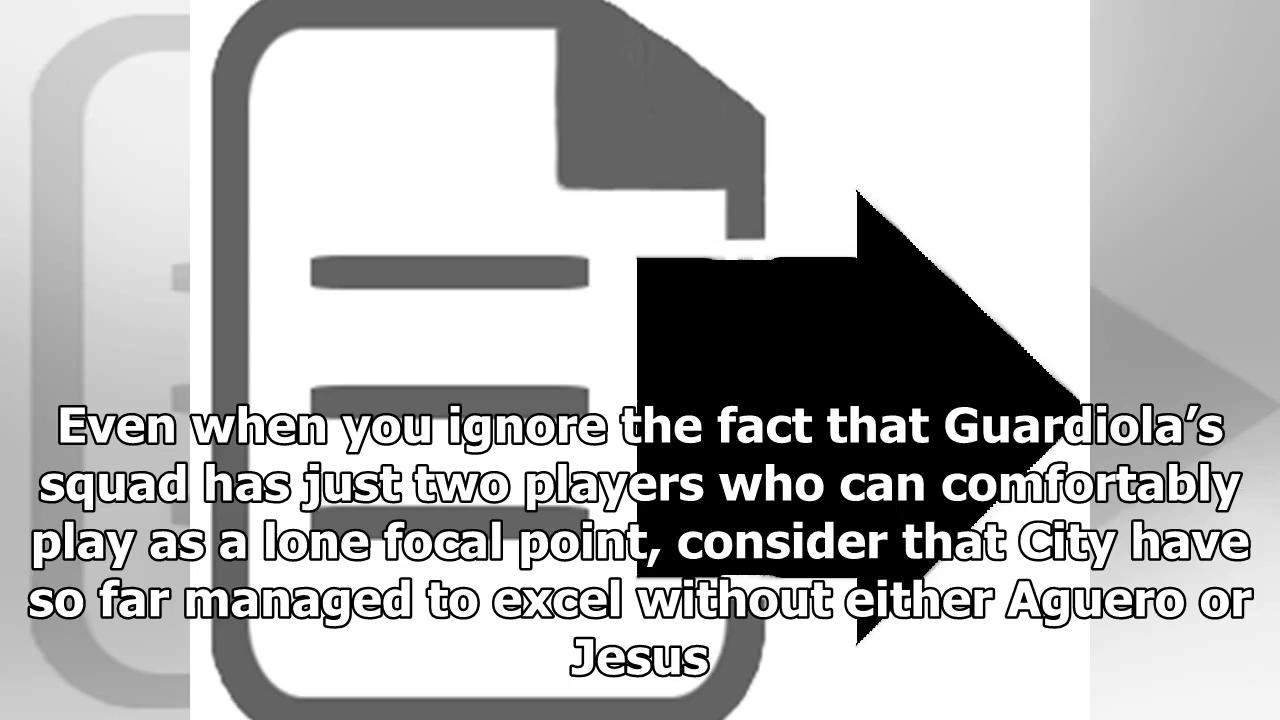 Even when you ignore the fact that Guardiola’s
squad has just two players who can comfortably
play as a lone focal point, consider that City have
so far managed to excel without either Aguero or
Jesus